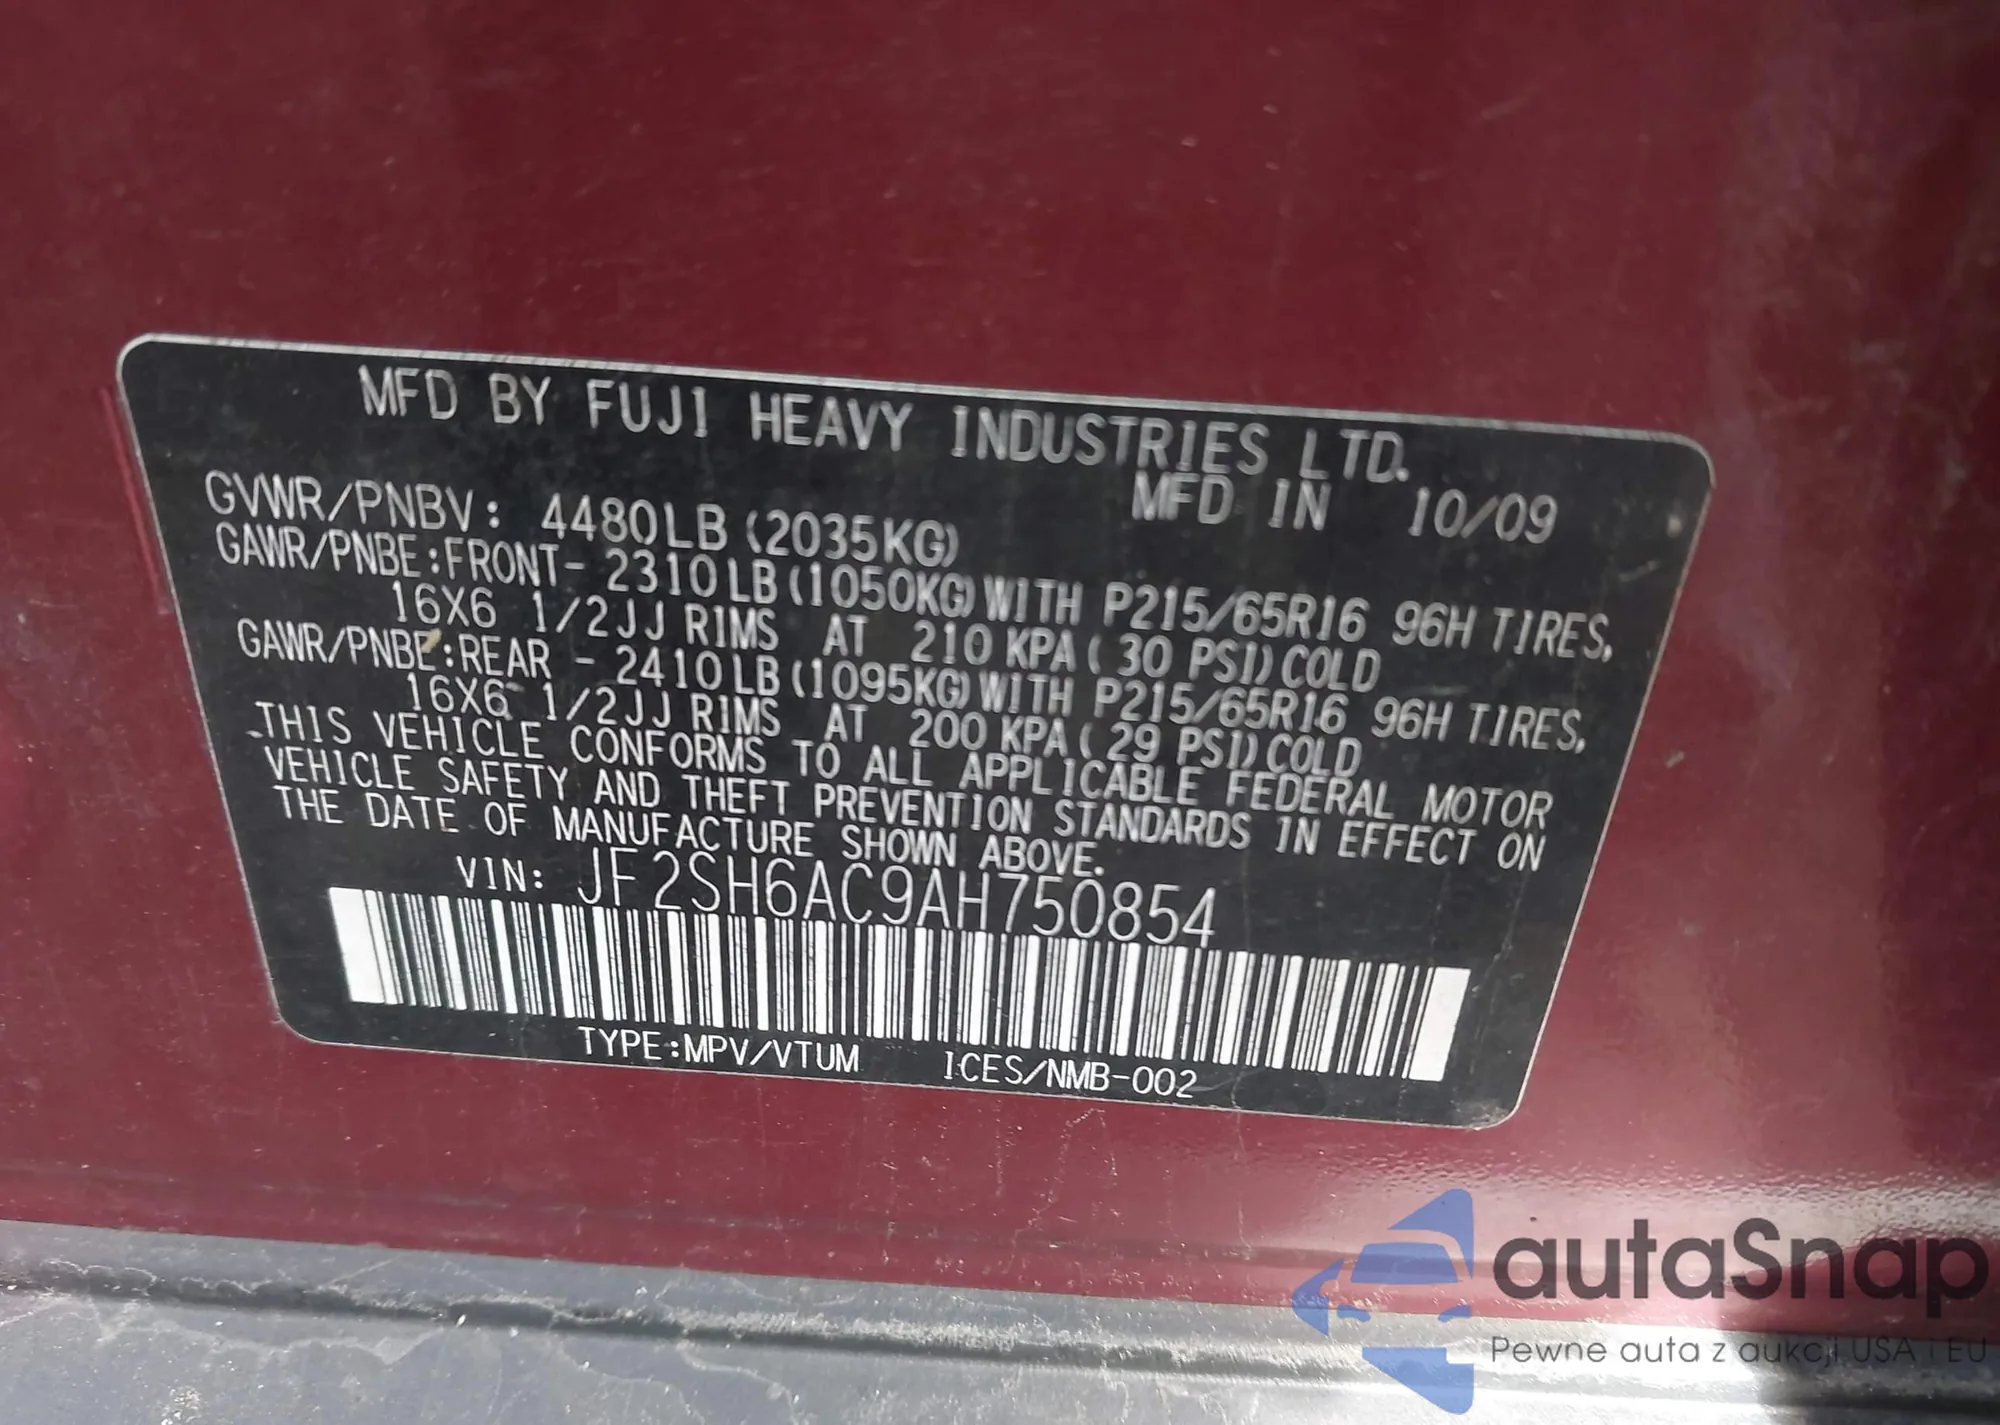 MFD BY FUJI HEAVY INDUSTRIES LTD.
MFD IN 10/09
GVWR/PNBV: 4480LB (2035KG)
GAWR/PNBE:FRONT- 2310LB (1050KG) WITH P215/65R16 96H TIRES,
16X6 1/2JJ RIMS AT 210 KPA ( 30 PSI) COLD
GAWR/PNBE:REAR - 2410LB (1095KG) WITH P215/65R16 96H TIRES,
16X6 1/2JJ RIMS AT 200 KPA ( 29 PSI) COLD
THIS VEHICLE CONFORMS TO ALL APPLICABLE FEDERAL MOTOR
VEHICLE SAFETY AND THEFT PREVENTION STANDARDS IN EFFECT ON
THE DATE OF MANUFACTURE SHOWN ABOVE.
VIN: JF2SH6AC9AH750854
TYPE:MPV/VTUM ICES/NMB-002
autaSnap
Pewne auta z aukcji USA i EU